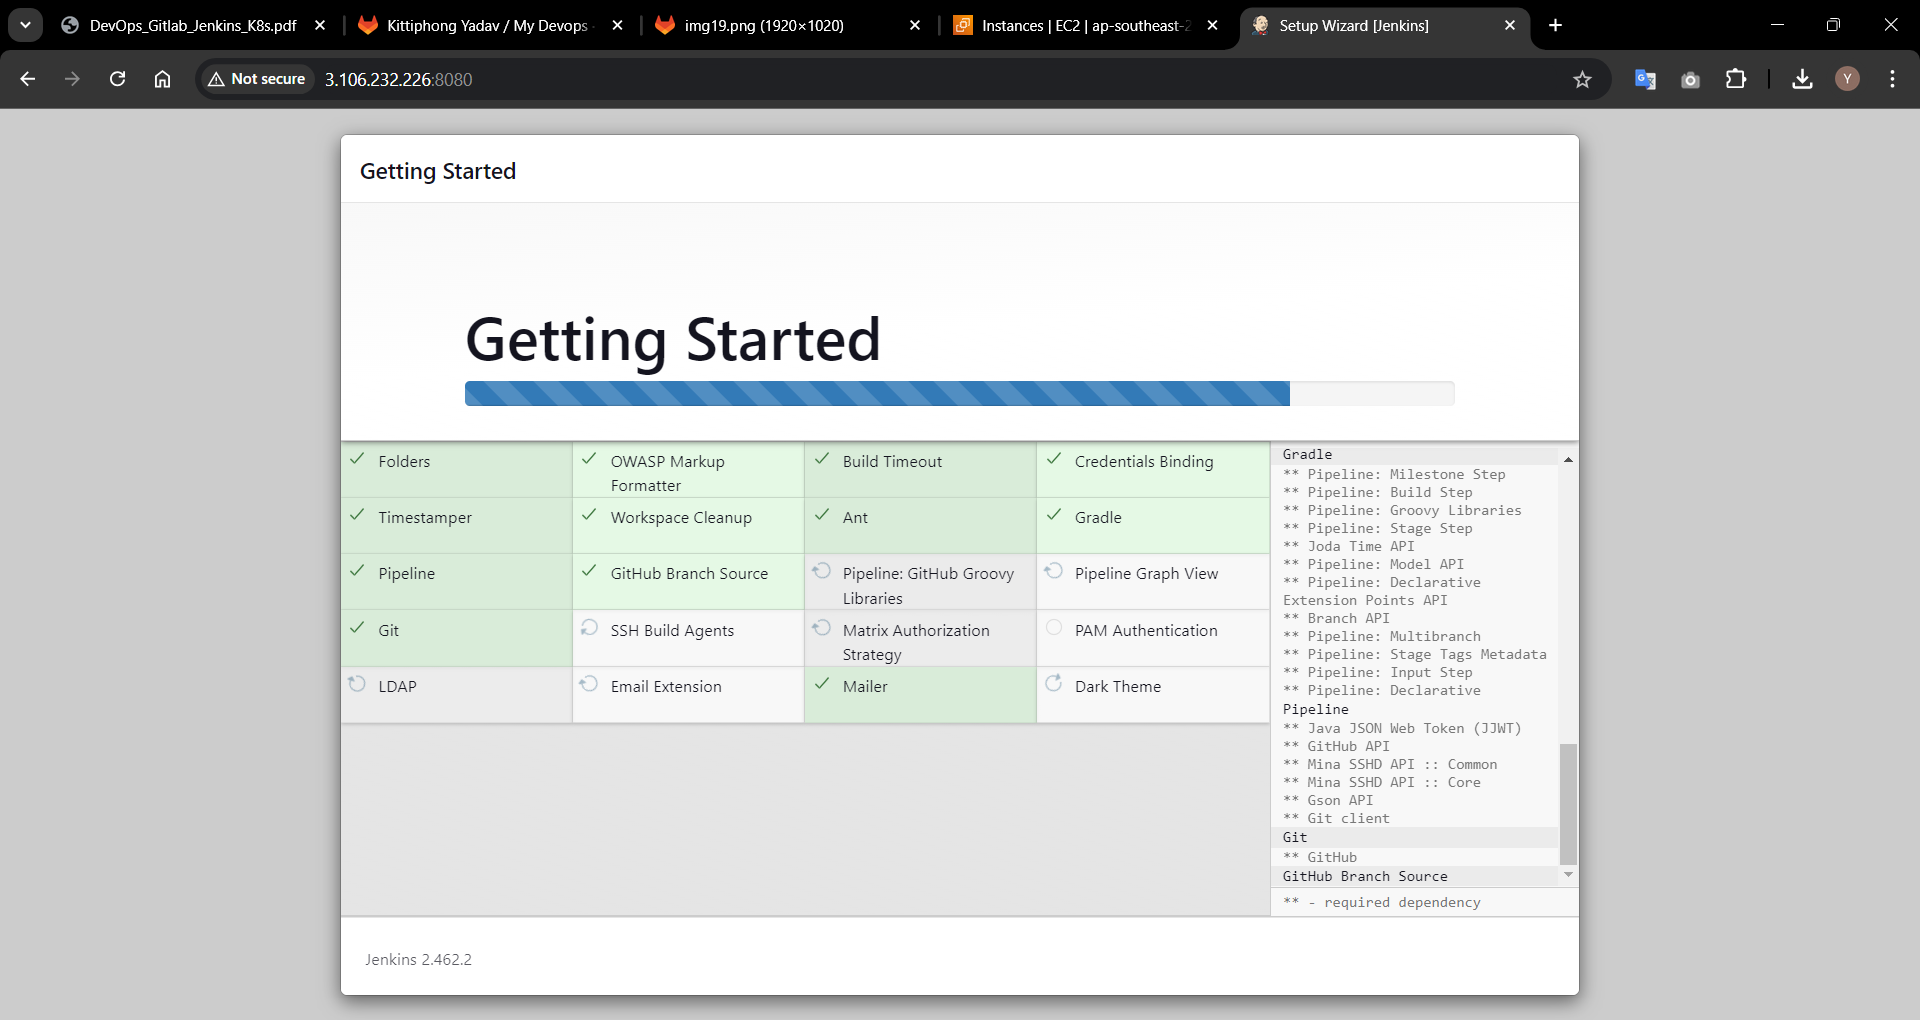 DevOps_Gitlab_Jenkins_K8s.pdf
Kittiphong Yadav / My Devops
img19.png (1920×1020)
Instances | EC2 | ap-southeast-2
Setup Wizard [Jenkins]
Not secure
3.106.232.226:8080
Y
Getting Started
Getting Started
Folders
OWASP Markup
Formatter
Build Timeout
Credentials Binding
Timestamper
Workspace Cleanup
Ant
Gradle
Pipeline
GitHub Branch Source
Pipeline: GitHub Groovy
Libraries
Pipeline Graph View
Git
SSH Build Agents
Matrix Authorization
Strategy
PAM Authentication
LDAP
Email Extension
Mailer
Dark Theme
Gradle
** Pipeline: Milestone Step
** Pipeline: Build Step
** Pipeline: Groovy Libraries
** Pipeline: Stage Step
** Joda Time API
** Pipeline: Model API
** Pipeline: Declarative
Extension Points API
** Branch API
** Pipeline: Multibranch
** Pipeline: Stage Tags Metadata
** Pipeline: Input Step
** Pipeline: Declarative
Pipeline
** Java JSON Web Token (JJWT)
** GitHub API
** Mina SSHD API :: Common
** Mina SSHD API :: Core
** Gson API
** Git client
Git
** GitHub
GitHub Branch Source
** - required dependency
Jenkins 2.462.2